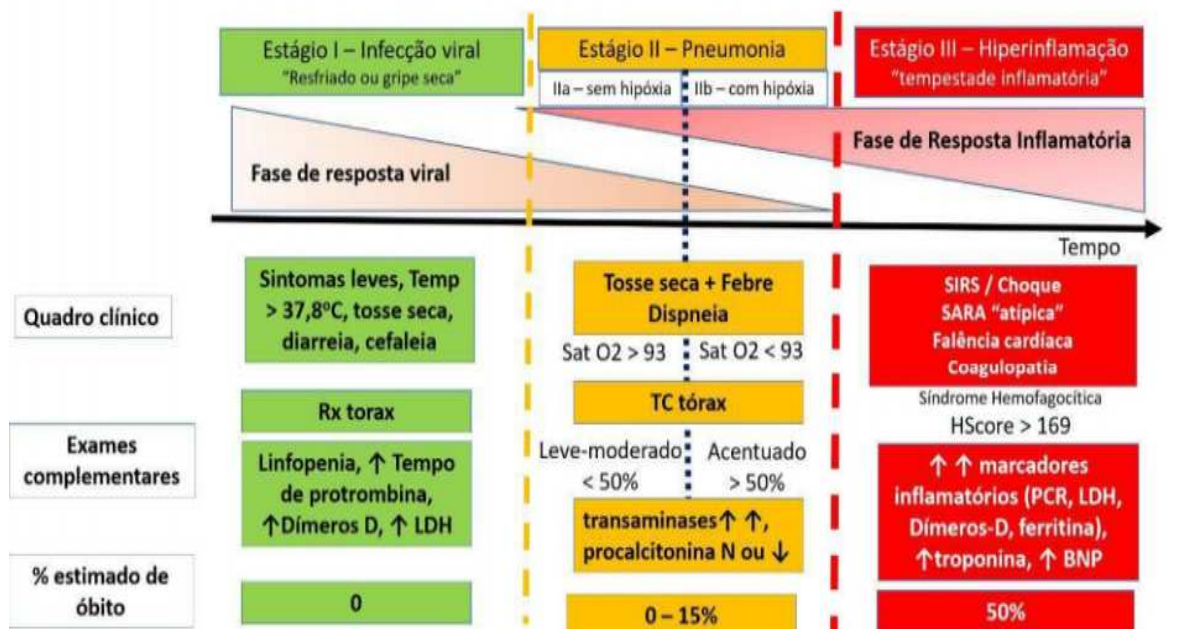 Estágio I – Infecção viral
"Resfriado ou gripe seca"
Estágio II – Pneumonia
IIa – sem hipóxia
IIb – com hipóxia
Estágio III – Hiperinflamação
"tempestade inflamatória"
Fase de resposta viral
Fase de Resposta Inflamatória
Tempo
Quadro clínico
Sintomas leves, Temp
> 37,8ºC, tosse seca,
diarreia, cefaleia
Tosse seca + Febre
Dispneia
Sat O2 > 93
Sat O2 < 93
SIRS / Choque
SARA "atípica"
Falência cardíaca
Coagulopatia
Síndrome Hemofagocítica
HScore > 169
Exames
complementares
Rx torax
Linfopenia, ↑ Tempo
de protrombina,
↑Dímeros D, ↑ LDH
TC tórax
Leve-moderado
< 50%
Acentuado
> 50%
transaminases↑ ↑,
procalcitonina N ou ↓
↑ ↑ marcadores
inflamatórios (PCR, LDH,
Dímeros-D, ferritina),
↑troponina, ↑ BNP
% estimado de
óbito
0
0 – 15%
50%